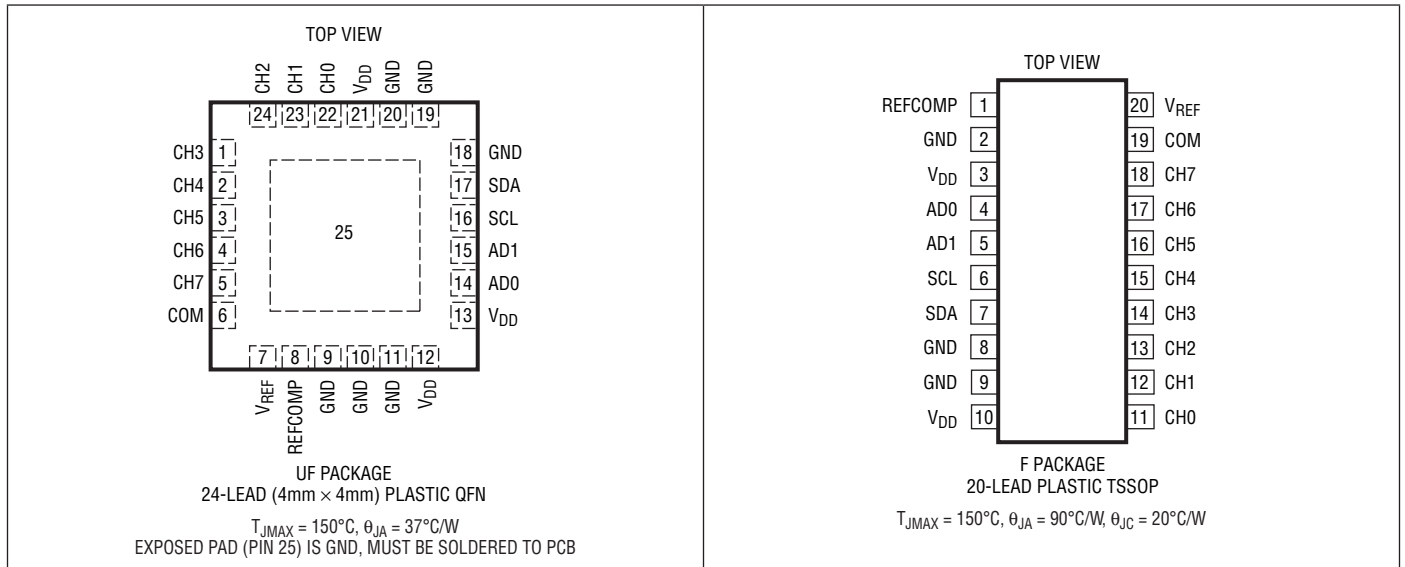 TOP VIEW
CH2 CH1 CH0 VDD GND GND
24 23 22 21 20 19
CH3 1
CH4 2
CH5 3
CH6 4
CH7 5
COM 6
25
18 GND
17 SDA
16 SCL
15 AD1
14 AD0
13 VDD
7 8 9 10 11 12
VREF REFCOMP GND GND GND VDD
UF PACKAGE
24-LEAD (4mm × 4mm) PLASTIC QFN
TJMAX = 150°C, θJA = 37°C/W
EXPOSED PAD (PIN 25) IS GND, MUST BE SOLDERED TO PCB
TOP VIEW
REFCOMP 1
GND 2
VDD 3
AD0 4
AD1 5
SCL 6
SDA 7
GND 8
GND 9
VDD 10
20 VREF
19 COM
18 CH7
17 CH6
16 CH5
15 CH4
14 CH3
13 CH2
12 CH1
11 CH0
F PACKAGE
20-LEAD PLASTIC TSSOP
TJMAX = 150°C, θJA = 90°C/W, θJC = 20°C/W